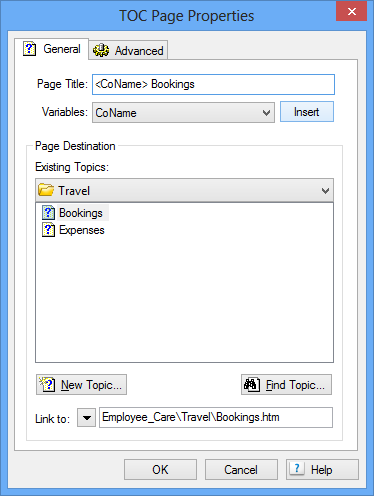 TOC Page Properties
General Advanced
Page Title: <CoName> Bookings
Variables: CoName Insert
Page Destination
Existing Topics:
Travel
Bookings
Expenses
New Topic... Find Topic...
Link to: Employee_Care\Travel\Bookings.htm
OK Cancel Help